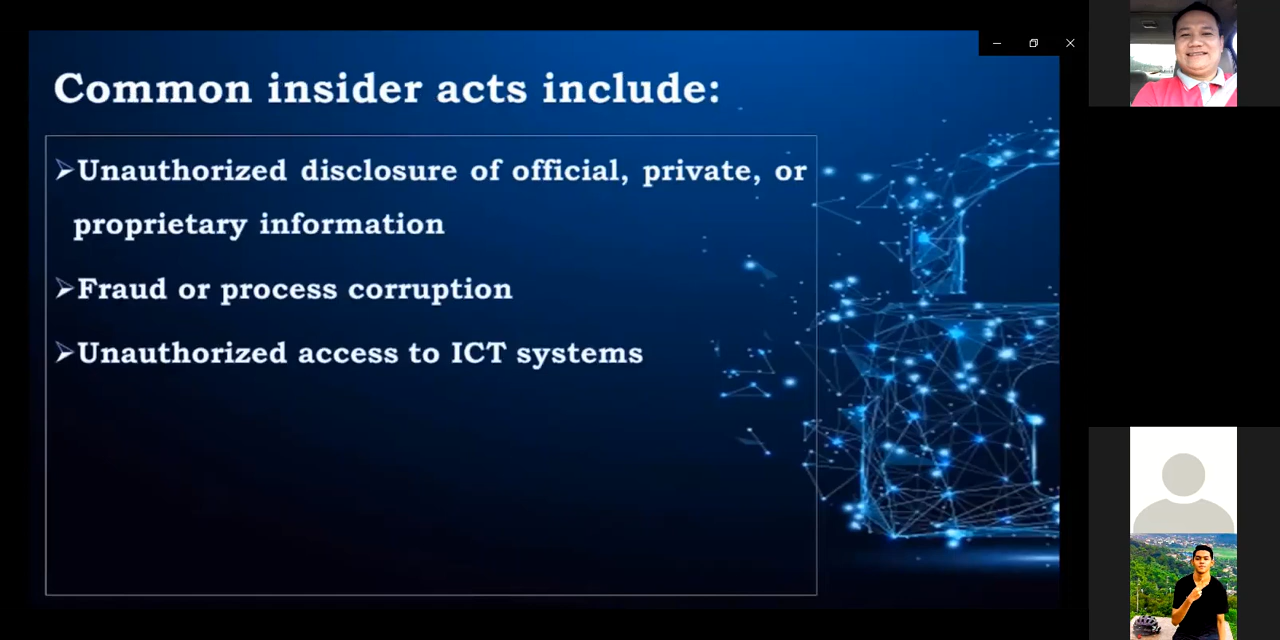 Common insider acts include:
➢Unauthorized disclosure of official, private, or
proprietary information
➢Fraud or process corruption
➢Unauthorized access to ICT systems